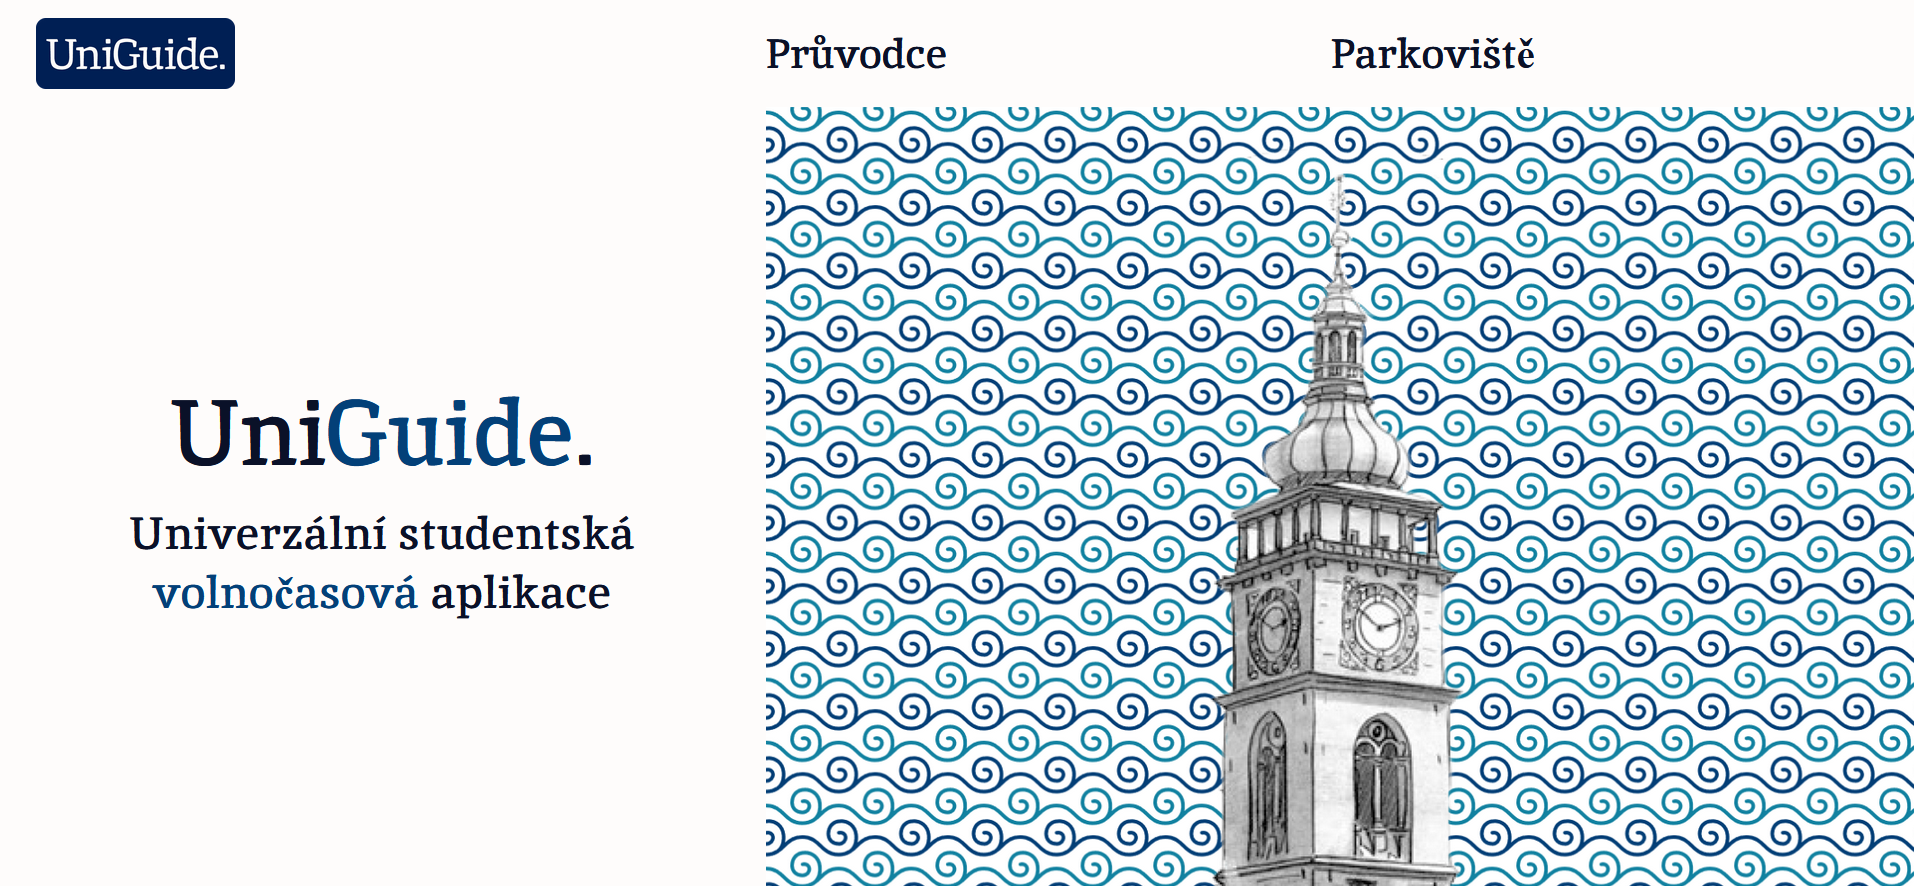 UniGuide.
Průvodce
Parkoviště
UniGuide.
Univerzální studentská
volnočasová aplikace